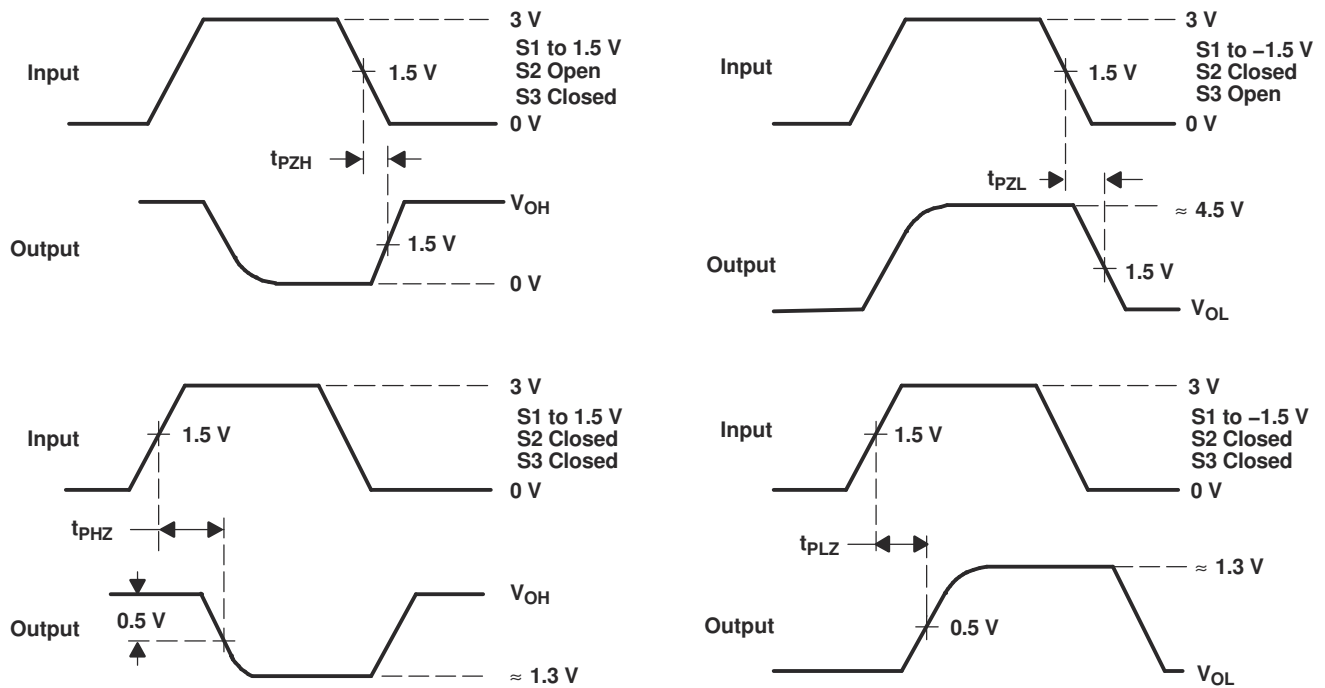 3 V
S1 to 1.5 V
Input
1.5 V
S2 Open
S3 Closed
0 V
tPZH
VOH
Output
1.5 V
0 V
3 V
S1 to −1.5 V
Input
1.5 V
S2 Closed
S3 Open
0 V
tPZL
≈ 4.5 V
Output
1.5 V
VOL
3 V
S1 to 1.5 V
Input
1.5 V
S2 Closed
S3 Closed
0 V
tPHZ
VOH
0.5 V
Output
≈ 1.3 V
3 V
S1 to −1.5 V
Input
1.5 V
S2 Closed
S3 Closed
0 V
tPLZ
≈ 1.3 V
Output
0.5 V
VOL